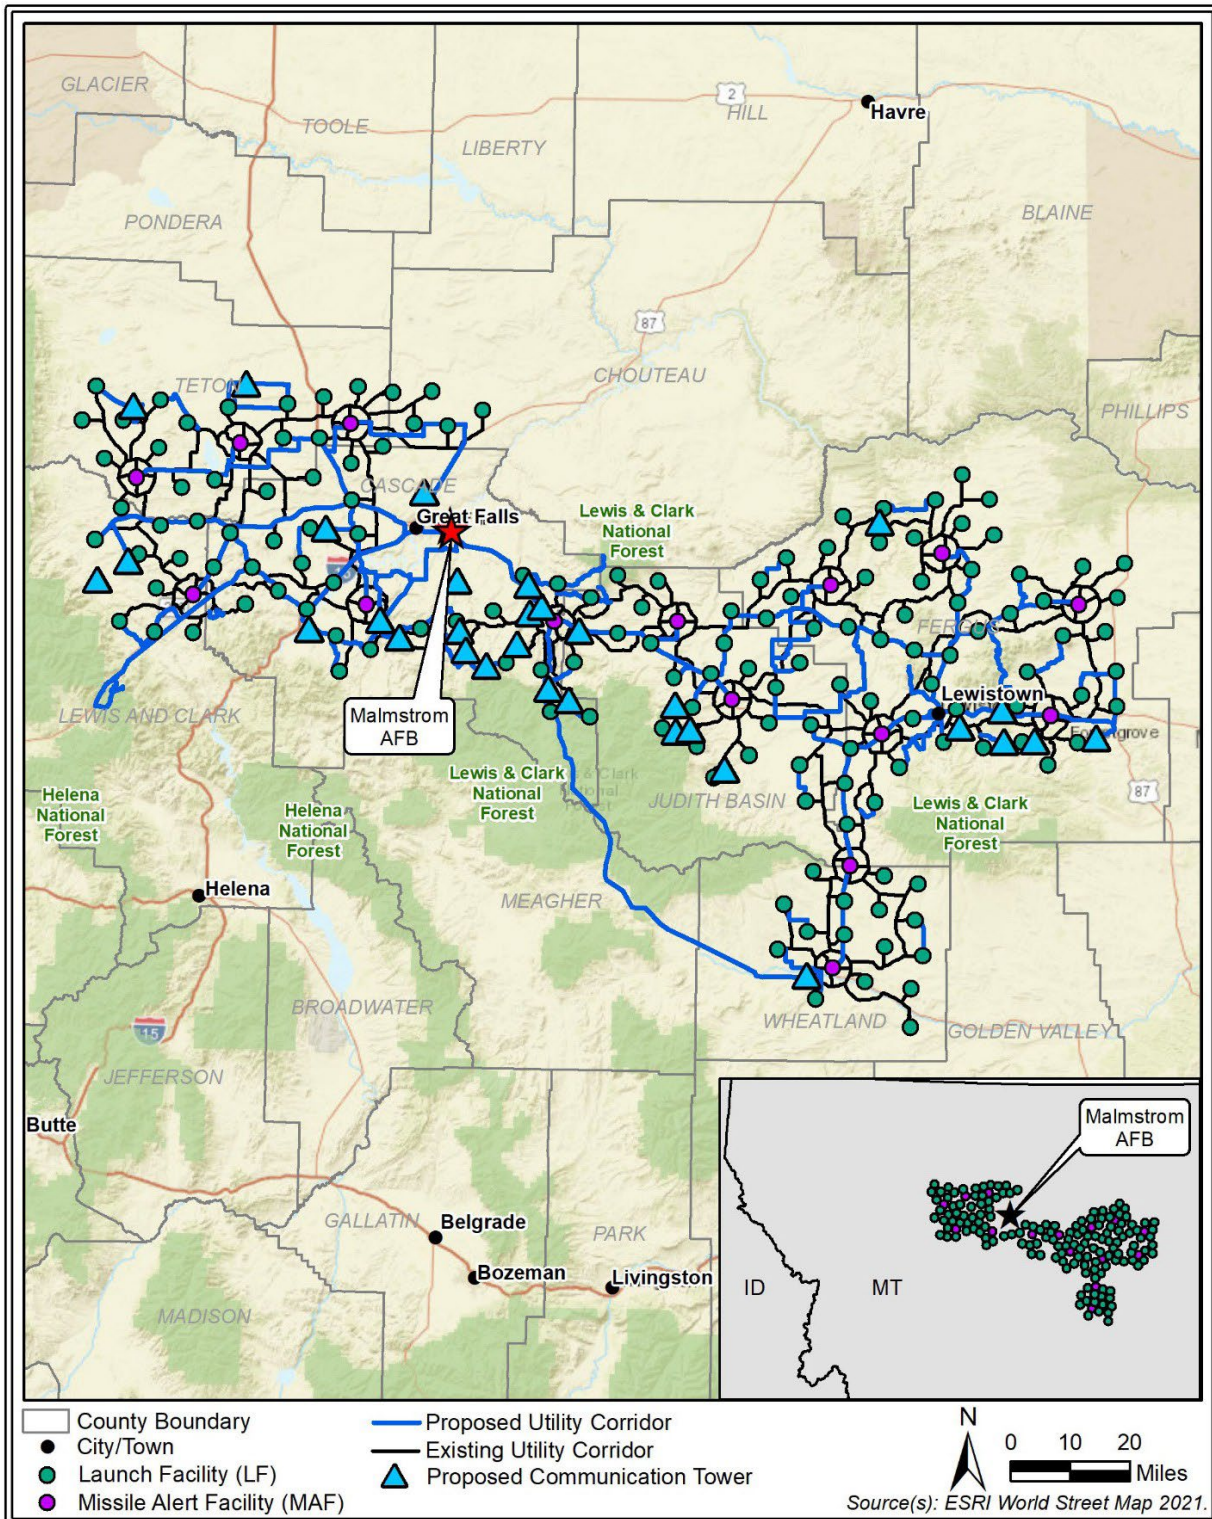 GLACIER
TOOLE
LIBERTY
2
HILL
Havre
PONDERA
BLAINE
87
CHOUTEAU
TETON
PHILLIPS
CASCADE
Great Falls
Lewis & Clark
National
Forest
15
FERGUS
Lewistown
LEWIS AND CLARK
Malmstrom
AFB
Lewis & Clark
National
Forest
JUDITH BASIN
87
Helena
National
Forest
Helena
National
Forest
Lewis & Clark
National
Forest
Helena
MEAGHER
BROADWATER
WHEATLAND
GOLDEN VALLEY
15
JEFFERSON
Butte
GALLATIN
Belgrade
PARK
Bozeman
Livingston
MADISON
Malmstrom
AFB
ID
MT
County Boundary
City/Town
Launch Facility (LF)
Missile Alert Facility (MAF)
Proposed Utility Corridor
Existing Utility Corridor
Proposed Communication Tower
N
0 10 20
Miles
Source(s): ESRI World Street Map 2021.